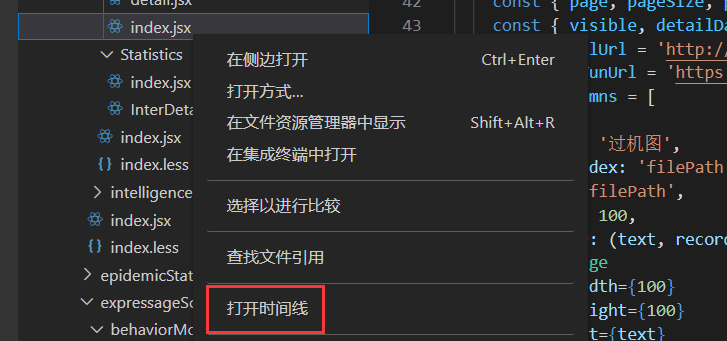 detail.jsx
index.jsx
Statistics
index.jsx
InterDeta
index.jsx
index.less
intelligence
index.jsx
index.less
epidemicStat
expressageSc
behaviorMo
在侧边打开 Ctrl+Enter
打开方式...
在文件资源管理器中显示 Shift+Alt+R
在集成终端中打开
选择以进行比较
查找文件引用
打开时间线
42 const { page, pageSize,
43 const { visible, detailDa
lUrl = 'http:/
unUrl = 'https
mns = [
'过机图',
dex: 'filePath
filePath',
100,
: (text, recor
ge
dth={100}
ight={100}
t={text}